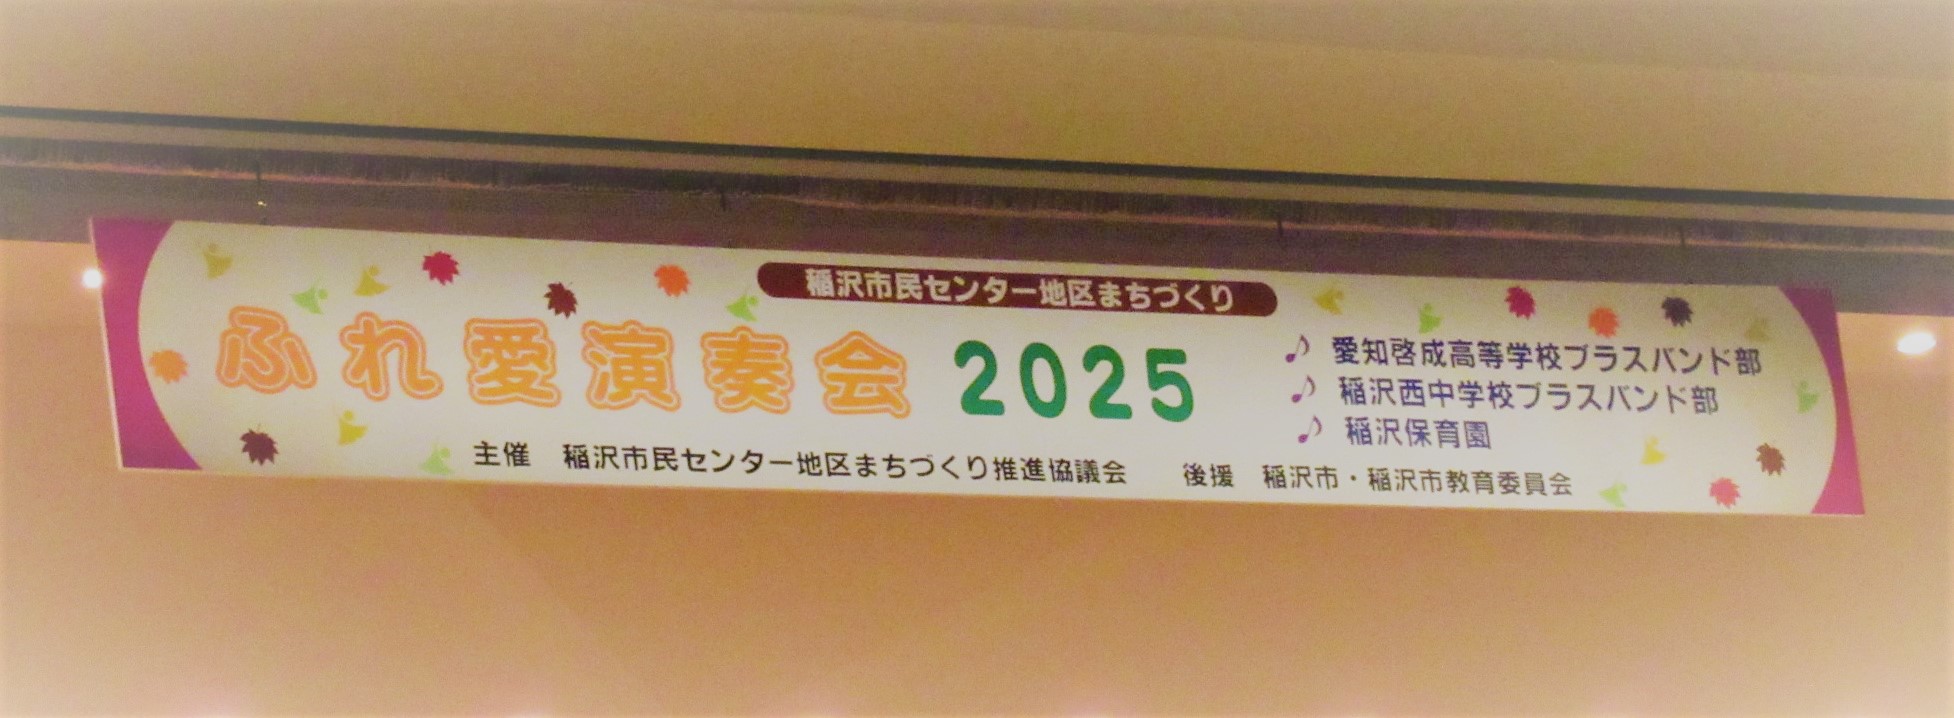 稲沢市民センター地区まちづくり
ふれ愛演奏会 2025
♪ 愛知啓成高等学校ブラスバンド部
♪ 稲沢西中学校ブラスバンド部
♪ 稲沢保育園
主催 稲沢市民センター地区まちづくり推進協議会 後援 稲沢市・稲沢市教育委員会